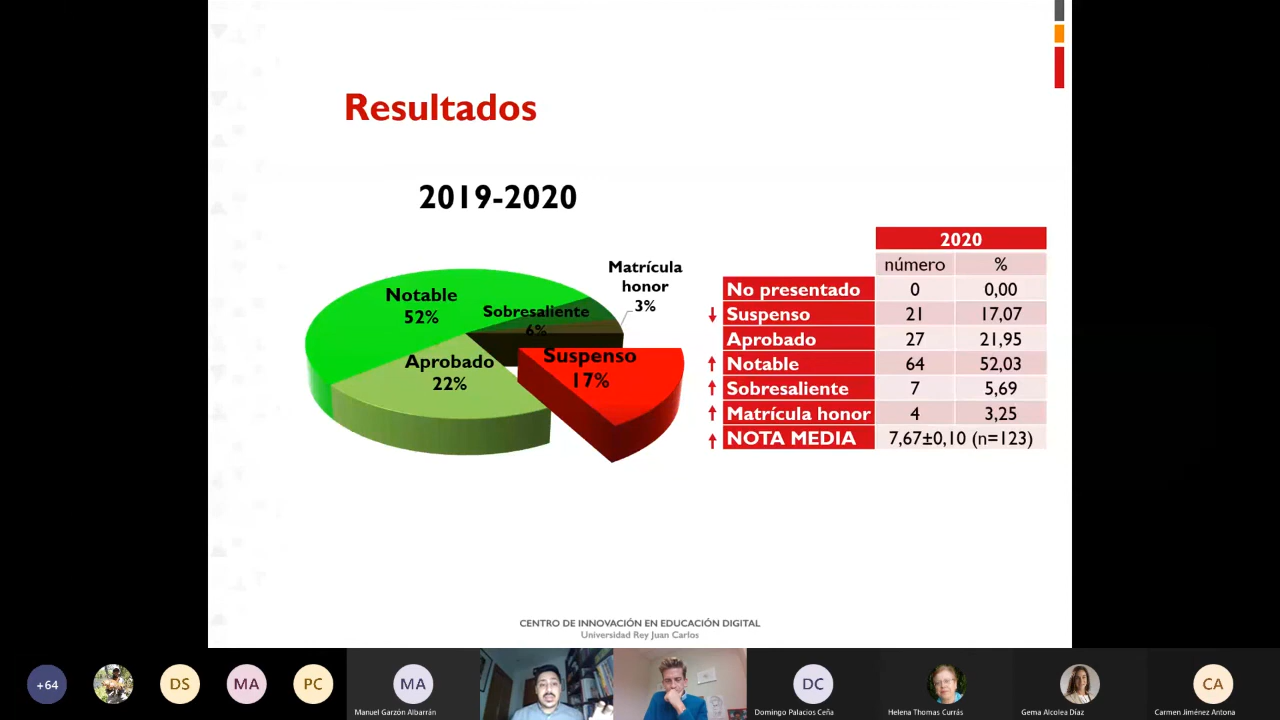 Resultados
2019-2020
Matrícula
honor
3%
Notable
52%
Sobresaliente
6%
Suspenso
17%
Aprobado
22%
2020
número %
No presentado 0 0,00
Suspenso 21 17,07
Aprobado 27 21,95
Notable 64 52,03
Sobresaliente 7 5,69
Matrícula honor 4 3,25
NOTA MEDIA 7,67±0,10 (n=123)
CENTRO DE INNOVACIÓN EN EDUCACIÓN DIGITAL
Universidad Rey Juan Carlos
+64 DS MA PC MA DC CA
Manuel Garzón Albarrán Domingo Palacios Ceña Helena Thomas Currás Gema Alcolea Díaz Carmen Jiménez Antona